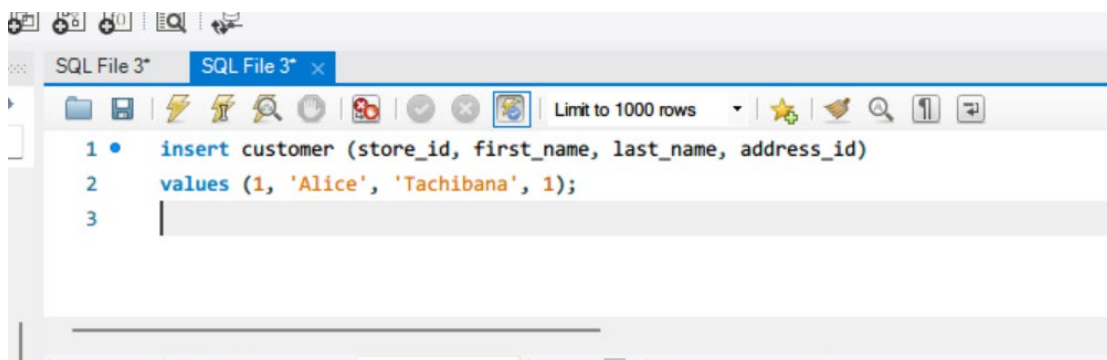 SQL File 3*
SQL File 3*
Limit to 1000 rows
1 insert customer (store_id, first_name, last_name, address_id)
2 values (1, 'Alice', 'Tachibana', 1);
3